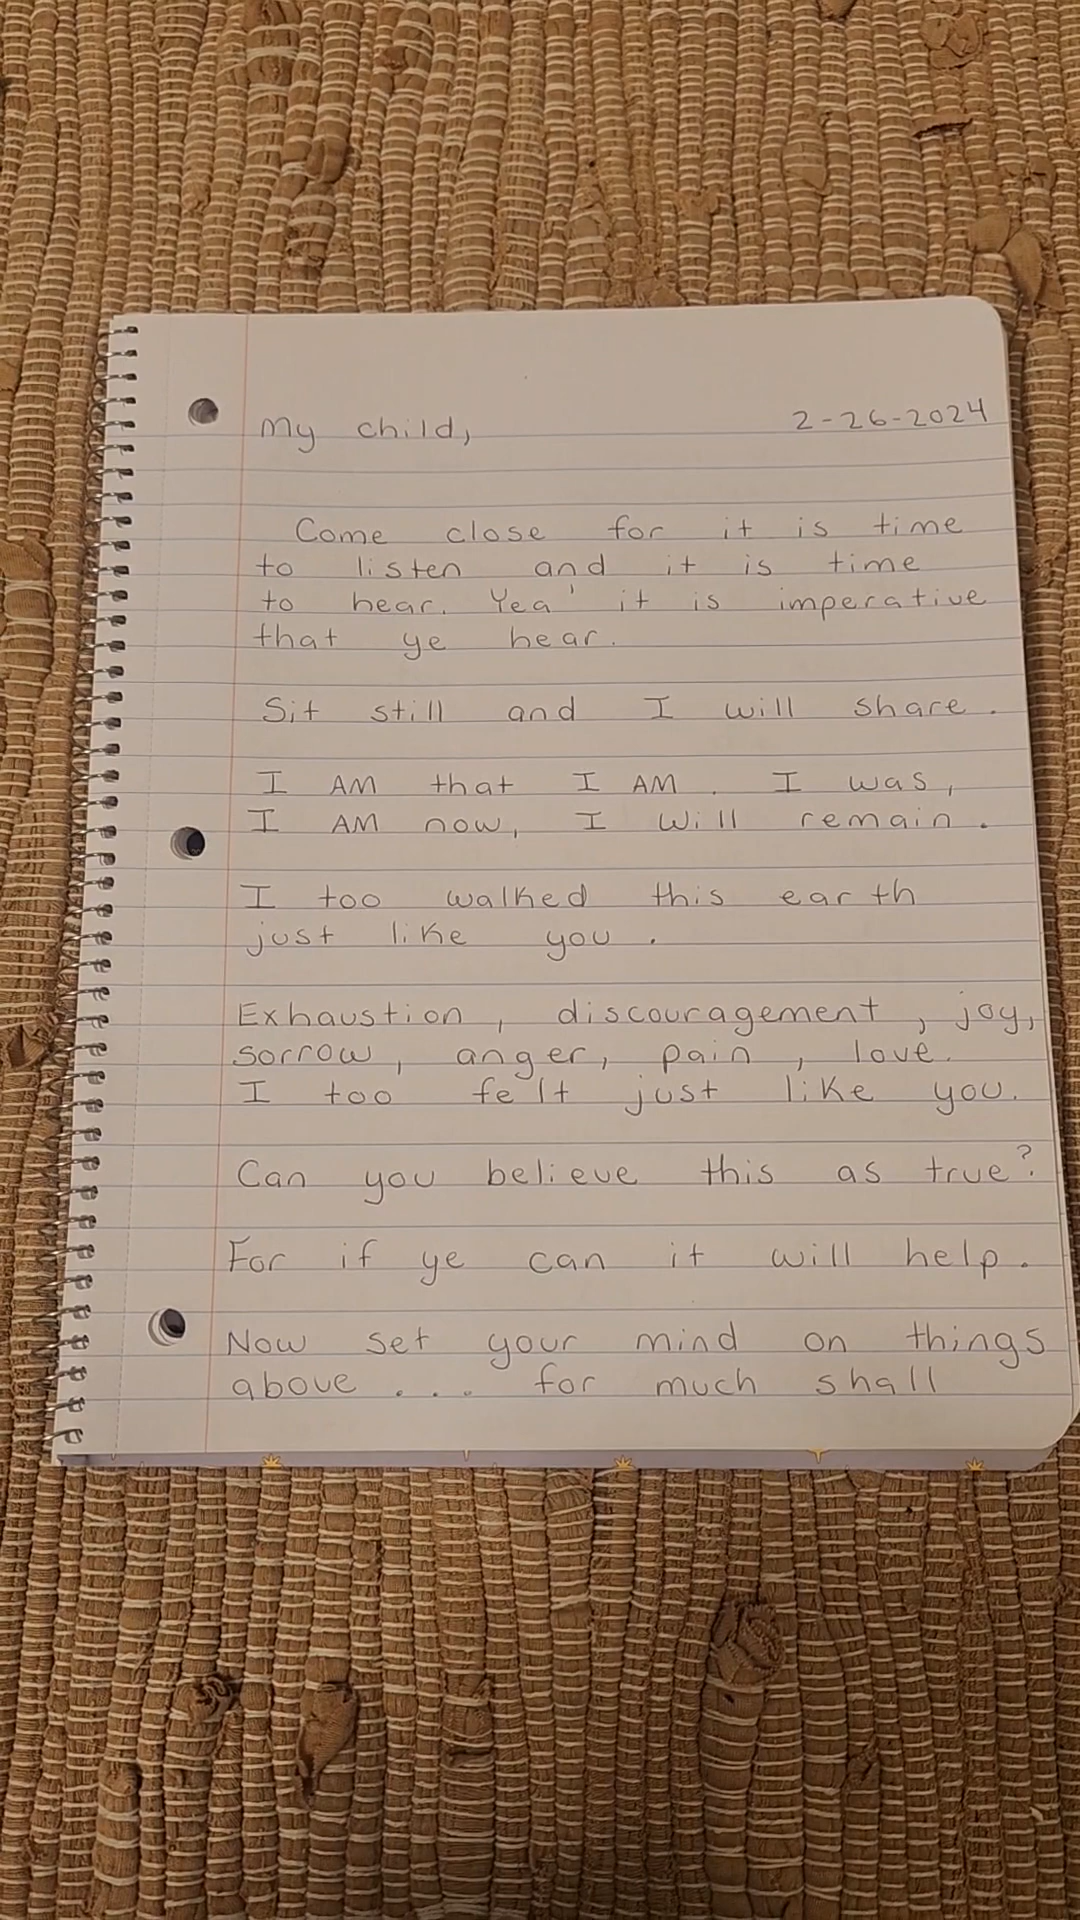 My child,
2-26-2024
Come close for it is time
to listen and it is time
to hear. Yea' it is imperative
that ye hear.
Sit still and I will share.
I AM that I AM. I was,
I AM now, I will remain.
I too walked this earth
just like you.
Exhaustion, discouragement, joy,
sorrow, anger, pain, love.
I too felt just like you.
Can you believe this as true?
For if ye can it will help.
Now set your mind on things
above... for much shall